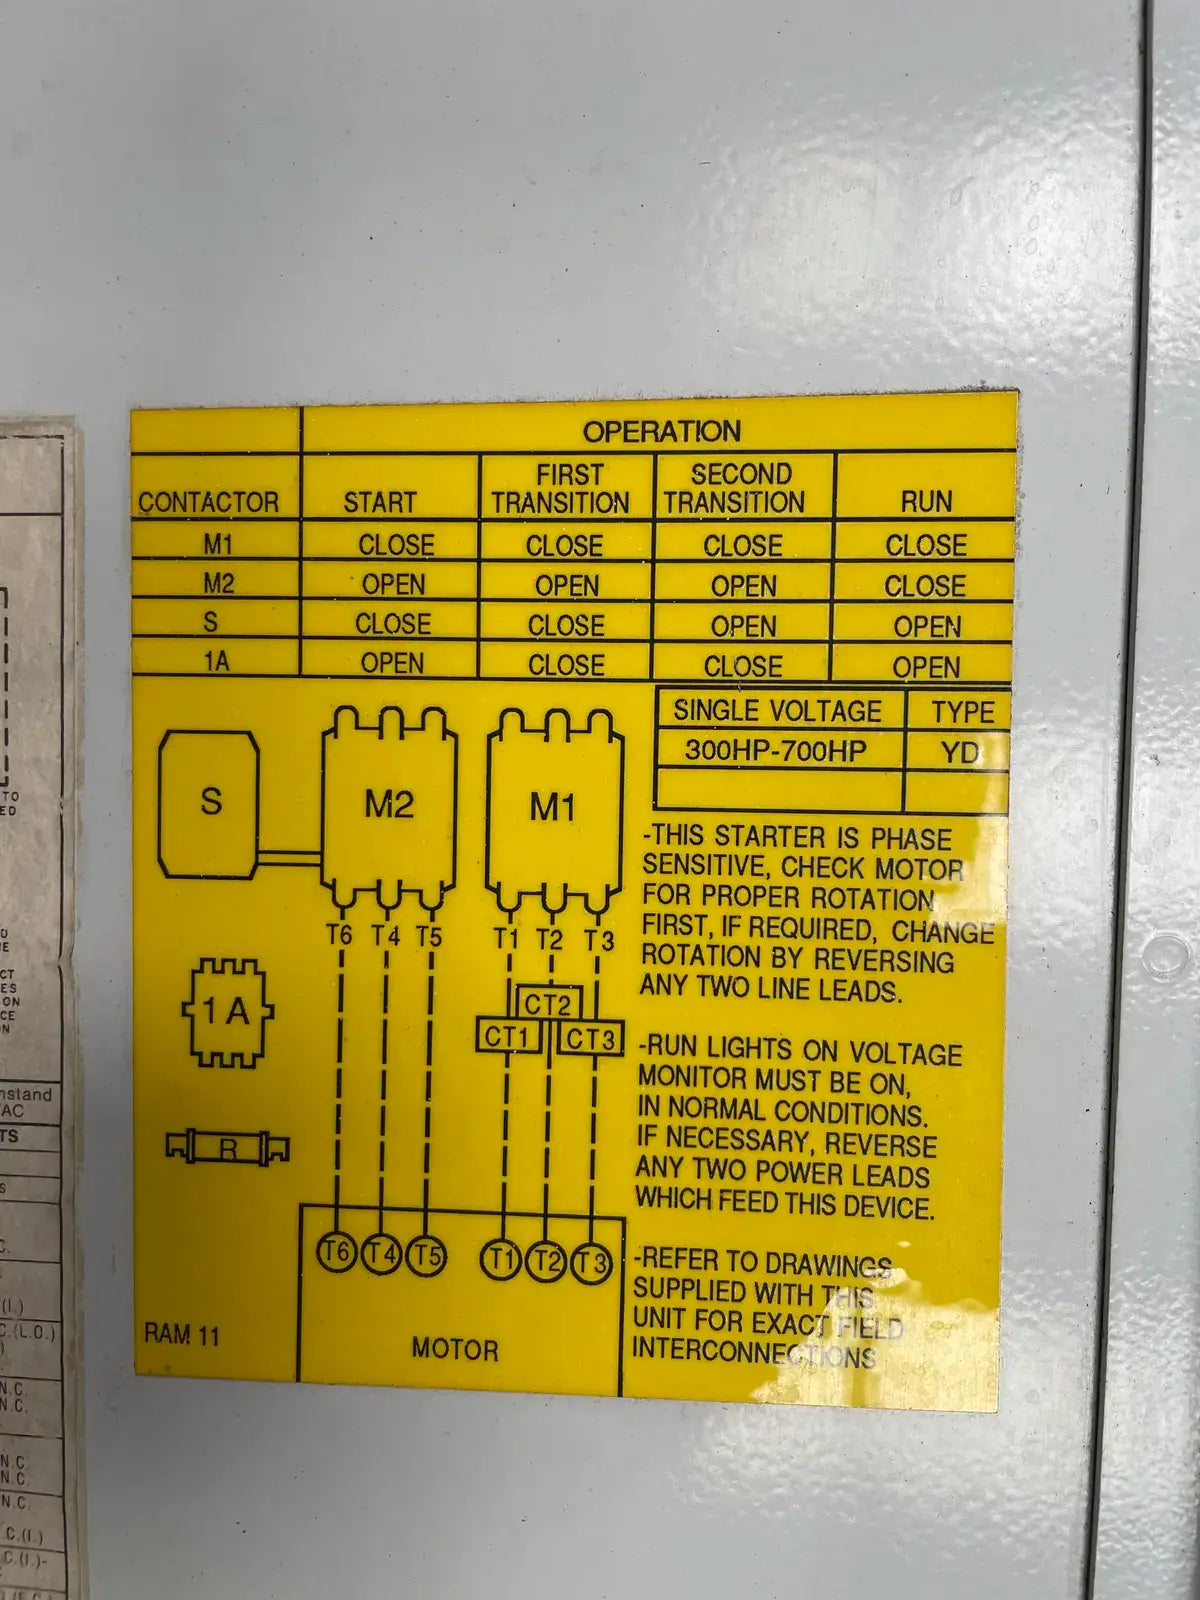 OPERATION
CONTACTOR START FIRST TRANSITION SECOND TRANSITION RUN
M1 CLOSE CLOSE CLOSE CLOSE
M2 OPEN OPEN OPEN CLOSE
S CLOSE CLOSE OPEN OPEN
1A OPEN CLOSE CLOSE OPEN
SINGLE VOLTAGE TYPE
300HP-700HP YD
S M2 M1
T6 T4 T5 T1 T2 T3
1A
CT2
CT1 CT3
R
T6 T4 T5 T1 T2 T3
RAM 11
MOTOR
-THIS STARTER IS PHASE
SENSITIVE, CHECK MOTOR
FOR PROPER ROTATION
FIRST, IF REQUIRED, CHANGE
ROTATION BY REVERSING
ANY TWO LINE LEADS.
-RUN LIGHTS ON VOLTAGE
MONITOR MUST BE ON,
IN NORMAL CONDITIONS.
IF NECESSARY, REVERSE
ANY TWO POWER LEADS
WHICH FEED THIS DEVICE.
-REFER TO DRAWINGS
SUPPLIED WITH THIS
UNIT FOR EXACT FIELD
INTERCONNECTIONS